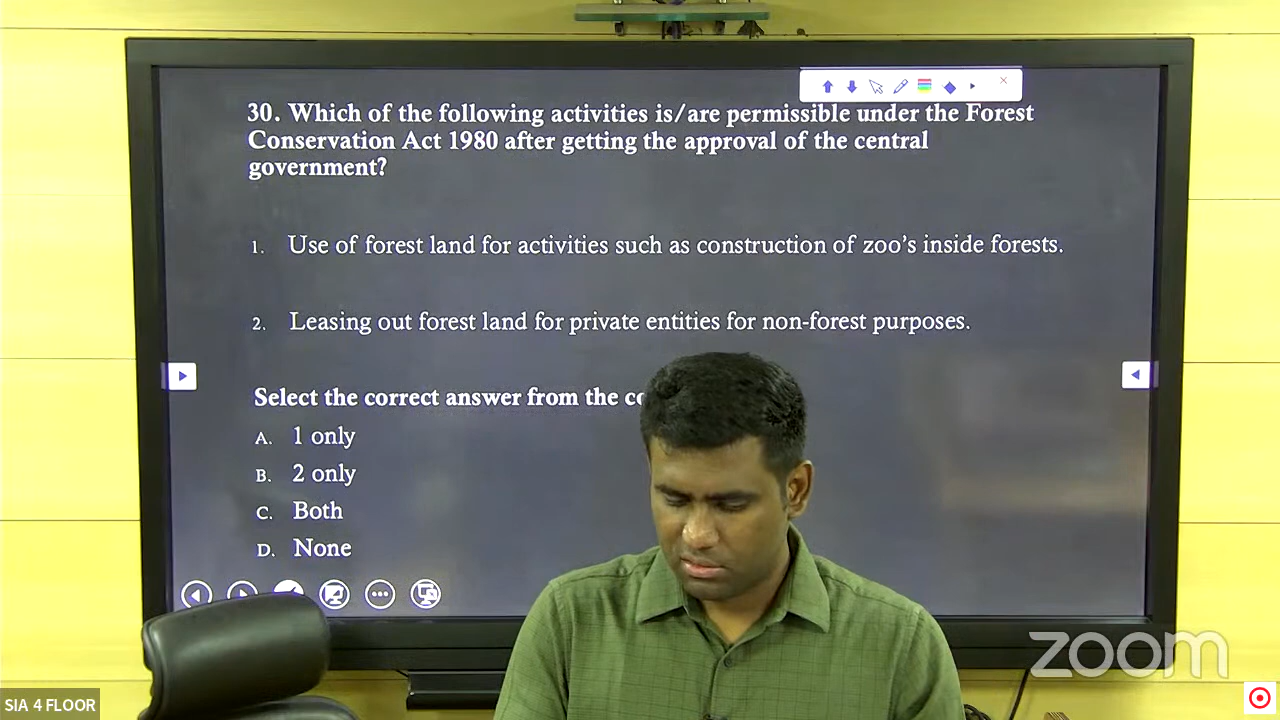 30. Which of the following activities is/are permissible under the Forest
Conservation Act 1980 after getting the approval of the central
government?
1. Use of forest land for activities such as construction of zoo's inside forests.
2. Leasing out forest land for private entities for non-forest purposes.
Select the correct answer from the
A. 1 only
B. 2 only
C. Both
D. None
zoom
SIA 4 FLOOR